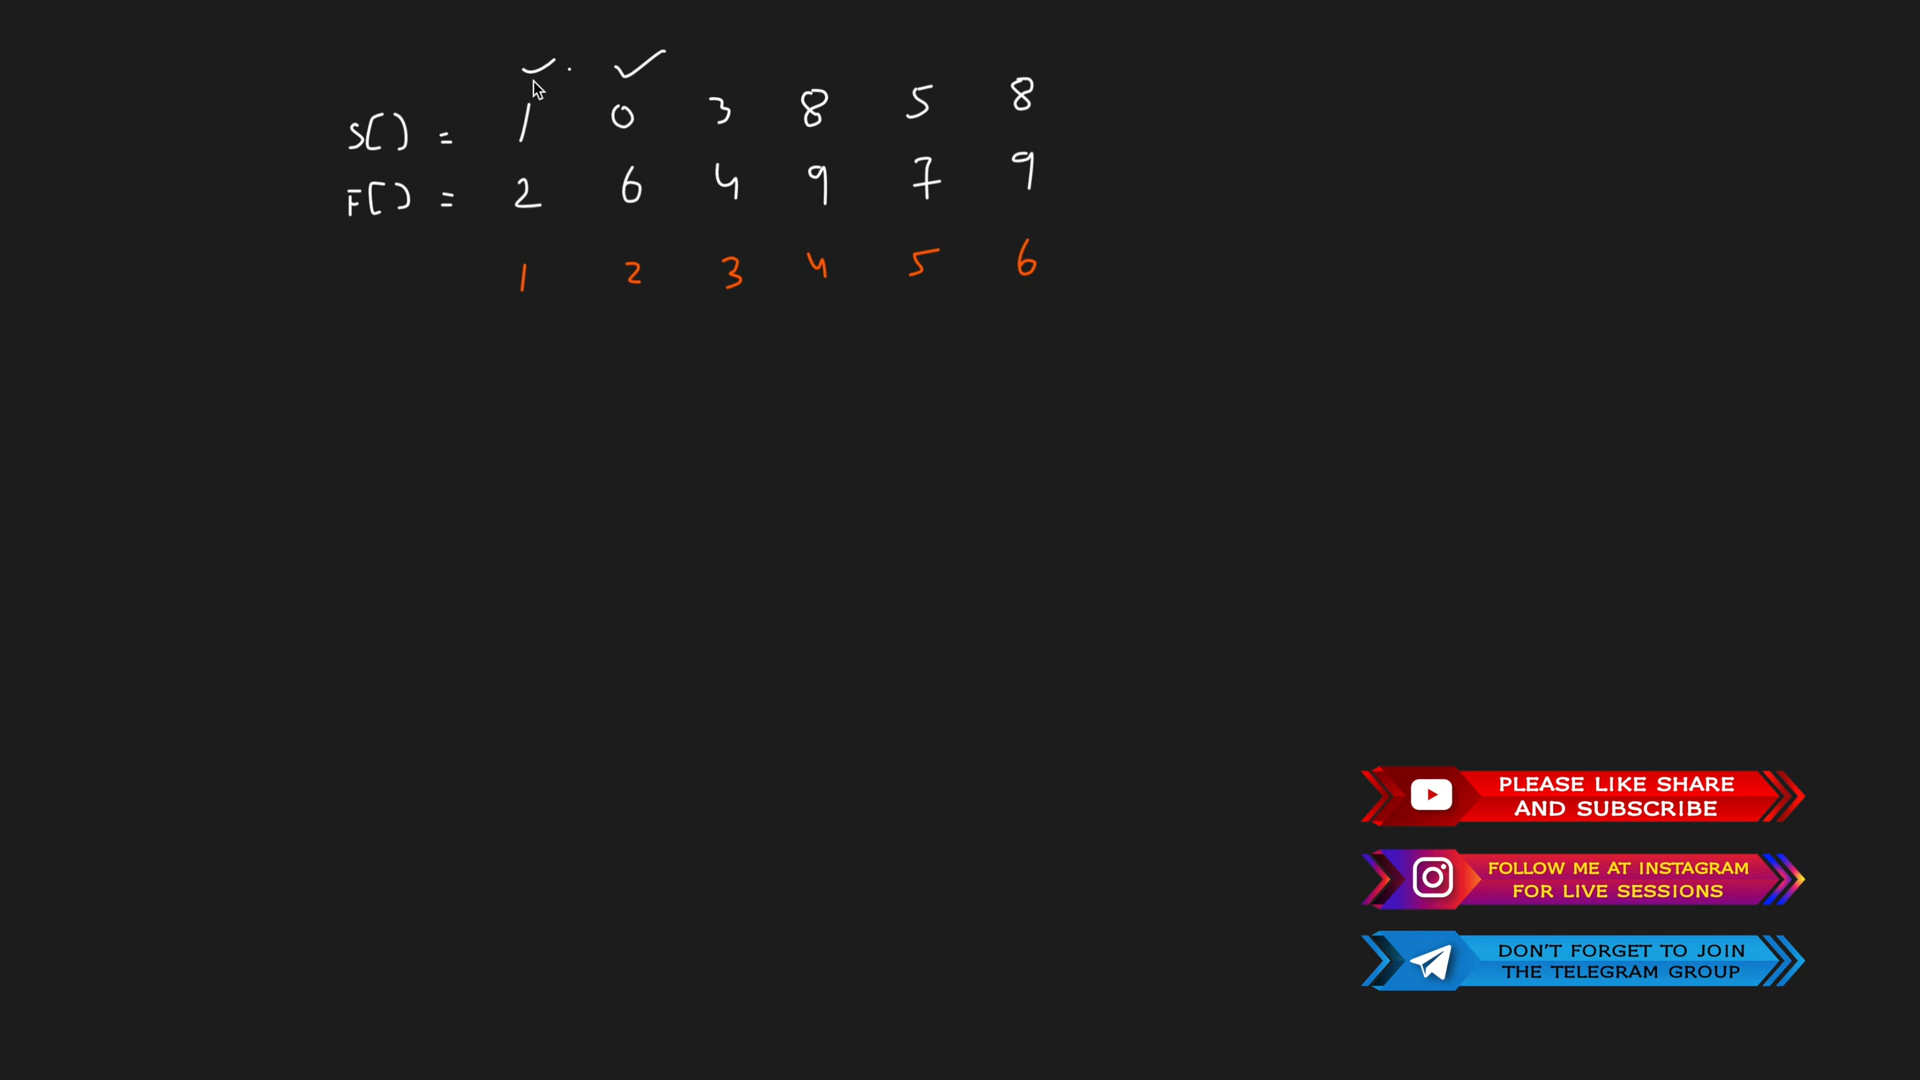 S[] = 1 0 3 8 5 8
F[] = 2 6 4 9 7 9
1 2 3 4 5 6
PLEASE LIKE SHARE
AND SUBSCRIBE
FOLLOW ME AT INSTAGRAM
FOR LIVE SESSIONS
DON'T FORGET TO JOIN
THE TELEGRAM GROUP